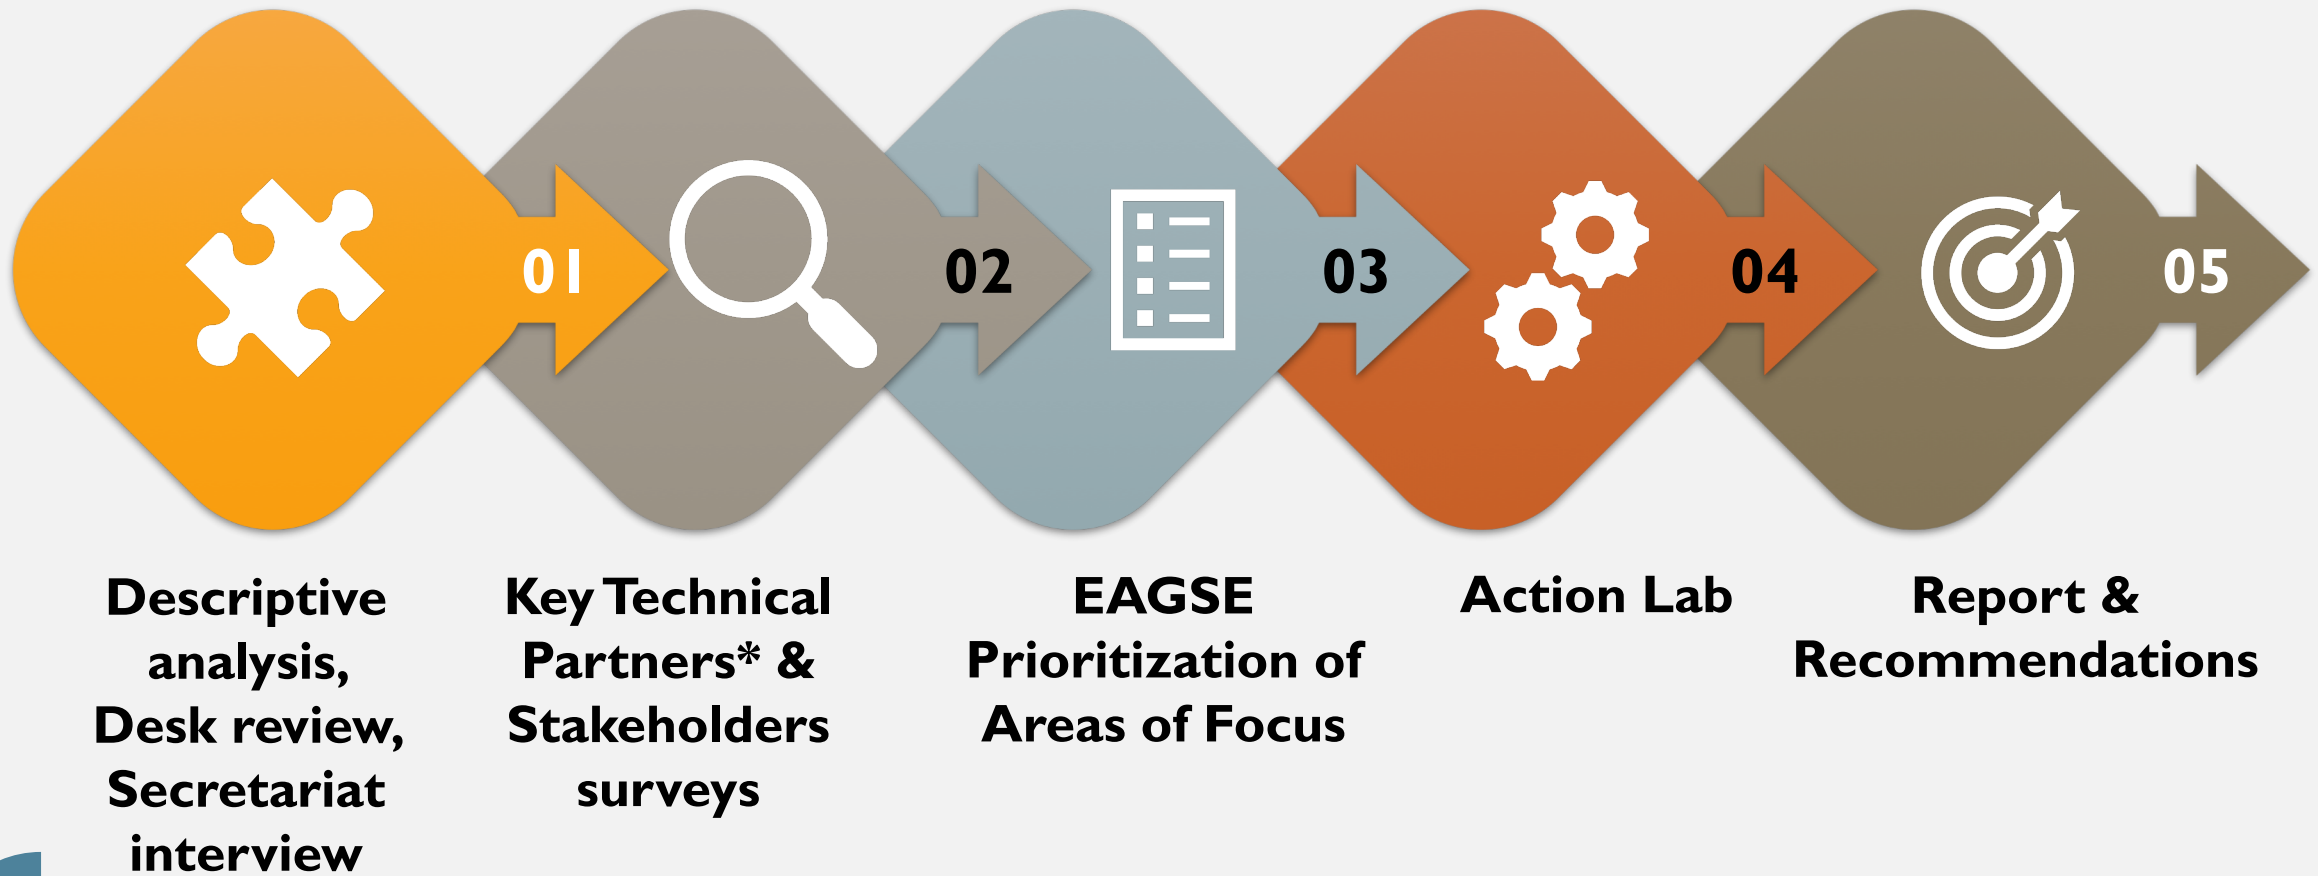 01
02
03
04
05
Descriptive
analysis,
Desk review,
Secretariat
interview
Key Technical
Partners* &
Stakeholders
surveys
EAGSE
Prioritization of
Areas of Focus
Action Lab
Report &
Recommendations